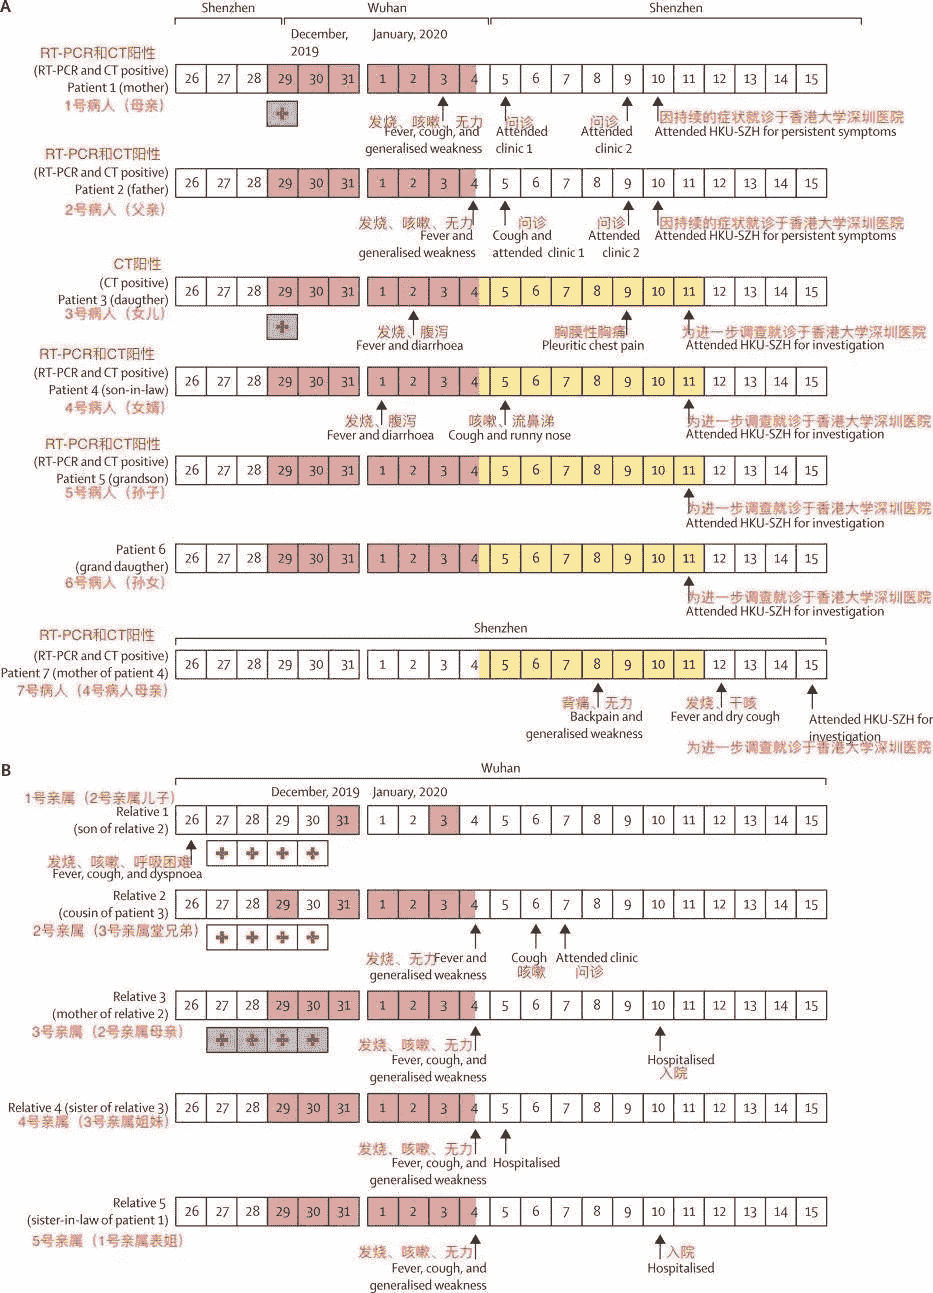 A
Shenzhen Wuhan Shenzhen
December, 2019 January, 2020
RT-PCR和CT阳性
(RT-PCR and CT positive)
Patient 1 (mother)
1号病人（母亲）
26 27 28 29 30 31 1 2 3 4 5 6 7 8 9 10 11 12 13 14 15
发烧、咳嗽、无力 问诊 问诊 因持续的症状就诊于香港大学深圳医院
Fever, cough, and generalised weakness
Attended clinic 1
Attended clinic 2
Attended HKU-SZH for persistent symptoms
RT-PCR和CT阳性
(RT-PCR and CT positive)
Patient 2 (father)
2号病人（父亲）
26 27 28 29 30 31 1 2 3 4 5 6 7 8 9 10 11 12 13 14 15
发烧、咳嗽、无力 问诊 问诊 因持续的症状就诊于香港大学深圳医院
Fever and generalised weakness
Cough and attended clinic 1
Attended clinic 2
Attended HKU-SZH for persistent symptoms
CT阳性
(CT positive)
Patient 3 (daugther)
3号病人（女儿）
26 27 28 29 30 31 1 2 3 4 5 6 7 8 9 10 11 12 13 14 15
发烧、腹泻 胸膜性胸痛 为进一步调查就诊于香港大学深圳医院
Fever and diarrhoea Pleuritic chest pain Attended HKU-SZH for investigation
RT-PCR和CT阳性
(RT-PCR and CT positive)
Patient 4 (son-in-law)
4号病人（女婿）
26 27 28 29 30 31 1 2 3 4 5 6 7 8 9 10 11 12 13 14 15
发烧、腹泻 咳嗽、流鼻涕 为进一步调查就诊于香港大学深圳医院
Fever and diarrhoea Cough and runny nose Attended HKU-SZH for investigation
RT-PCR和CT阳性
(RT-PCR and CT positive)
Patient 5 (grandson)
5号病人（孙子）
26 27 28 29 30 31 1 2 3 4 5 6 7 8 9 10 11 12 13 14 15
为进一步调查就诊于香港大学深圳医院
Attended HKU-SZH for investigation
Patient 6
(grand daugther)
6号病人（孙女）
26 27 28 29 30 31 1 2 3 4 5 6 7 8 9 10 11 12 13 14 15
为进一步调查就诊于香港大学深圳医院
Attended HKU-SZH for investigation
Shenzhen
RT-PCR和CT阳性
(RT-PCR and CT positive)
Patient 7 (mother of patient 4)
7号病人（4号病人母亲）
26 27 28 29 30 31 1 2 3 4 5 6 7 8 9 10 11 12 13 14 15
背痛、无力 发烧、干咳
Backpain and generalised weakness
Fever and dry cough
Attended HKU-SZH for investigation
为进一步调查就诊于香港大学深圳医院
B
Wuhan
December, 2019 January, 2020
1号亲属（2号亲属儿子）
Relative 1
(son of relative 2)
26 27 28 29 30 31 1 2 3 4 5 6 7 8 9 10 11 12 13 14 15
发烧、咳嗽、呼吸困难
Fever, cough, and dyspnoea
Relative 2
(cousin of patient 3)
2号亲属（3号亲属堂兄弟）
26 27 28 29 30 31 1 2 3 4 5 6 7 8 9 10 11 12 13 14 15
发烧、无力
Fever and generalised weakness
Cough
咳嗽
Attended clinic
问诊
Relative 3
(mother of relative 2)
3号亲属（2号亲属母亲）
26 27 28 29 30 31 1 2 3 4 5 6 7 8 9 10 11 12 13 14 15
发烧、咳嗽、无力
Fever, cough, and generalised weakness
Hospitalised
入院
Relative 4 (sister of relative 3)
4号亲属（3号亲属姐妹）
26 27 28 29 30 31 1 2 3 4 5 6 7 8 9 10 11 12 13 14 15
发烧、咳嗽、无力
Fever, cough, and generalised weakness
Hospitalised
Relative 5
(sister-in-law of patient 1)
5号亲属（1号亲属表姐）
26 27 28 29 30 31 1 2 3 4 5 6 7 8 9 10 11 12 13 14 15
发烧、咳嗽、无力 入院
Fever, cough, and generalised weakness
Hospitalised